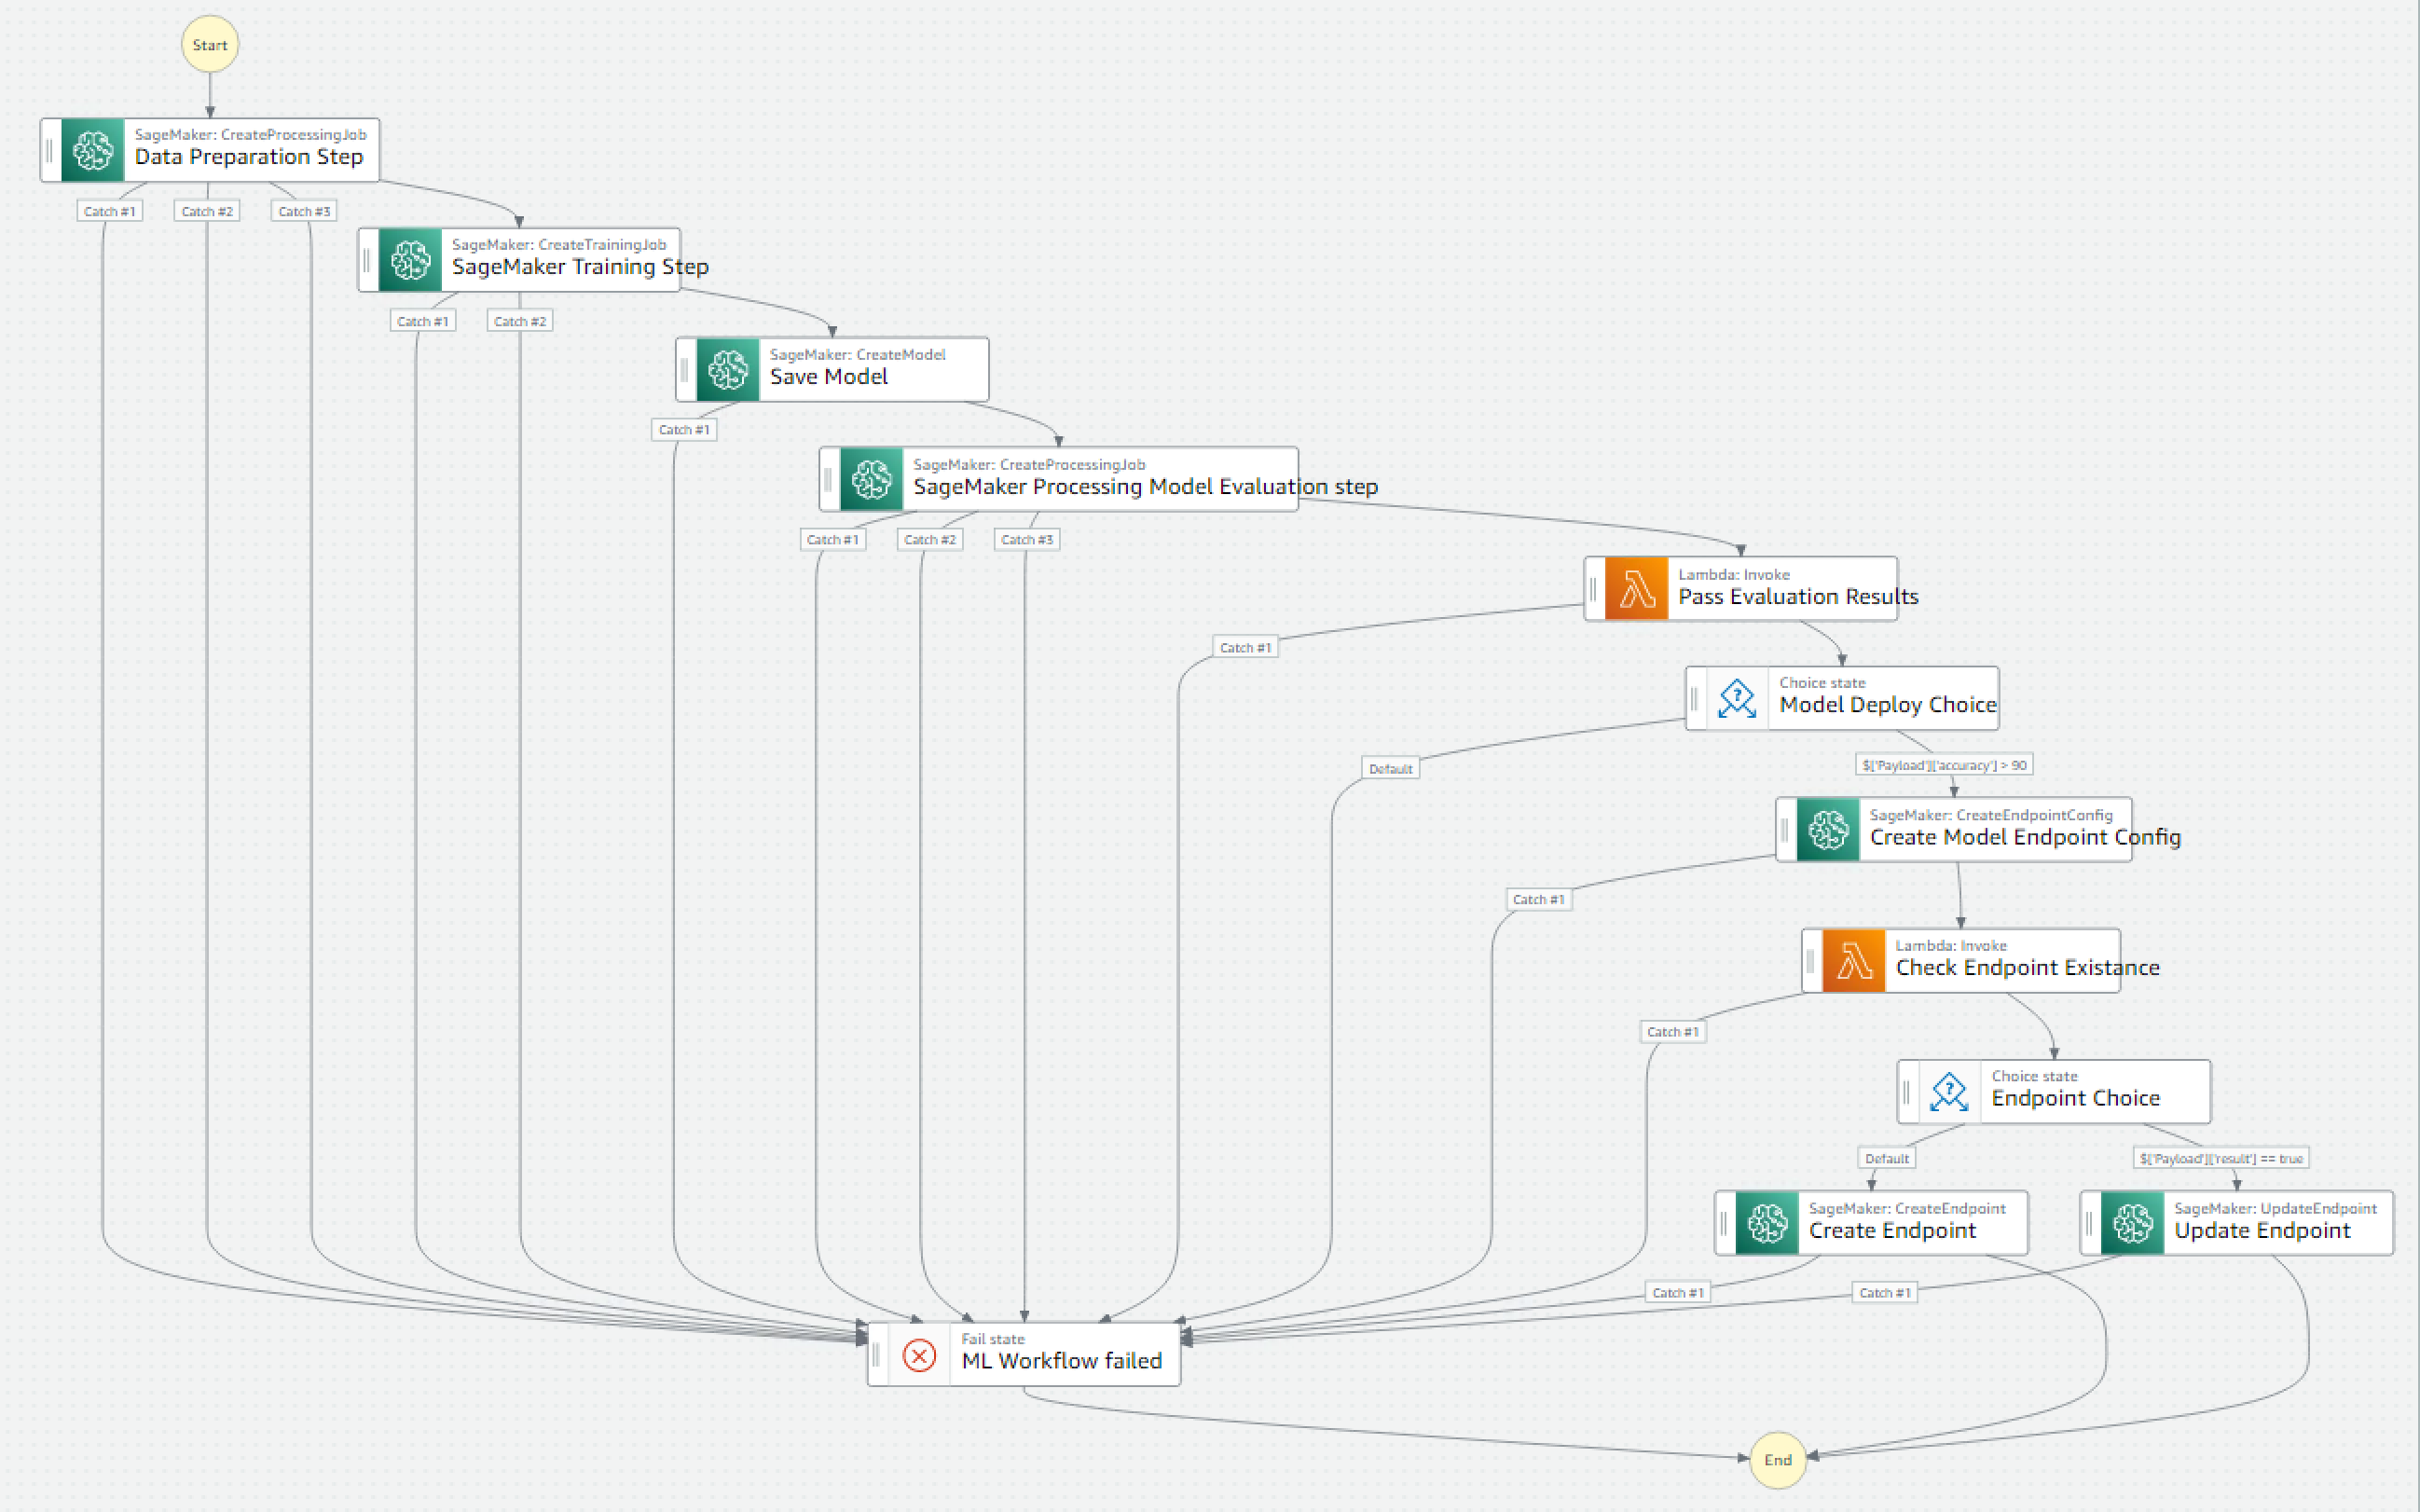 Start
SageMaker: CreateProcessingJob
Data Preparation Step
Catch #1
Catch #2
Catch #3
SageMaker: CreateTrainingJob
SageMaker Training Step
Catch #1
Catch #2
SageMaker: CreateModel
Save Model
Catch #1
SageMaker: CreateProcessingJob
SageMaker Processing Model Evaluation step
Catch #1
Catch #2
Catch #3
Lambda: Invoke
Pass Evaluation Results
Catch #1
Choice state
Model Deploy Choice
Default
$['Payload']['accuracy'] > 90
SageMaker: CreateEndpointConfig
Create Model Endpoint Config
Catch #1
Lambda: Invoke
Check Endpoint Existance
Catch #1
Choice state
Endpoint Choice
Default
$['Payload']['result'] == true
SageMaker: CreateEndpoint
Create Endpoint
SageMaker: UpdateEndpoint
Update Endpoint
Catch #1
Catch #1
Fail state
ML Workflow failed
End